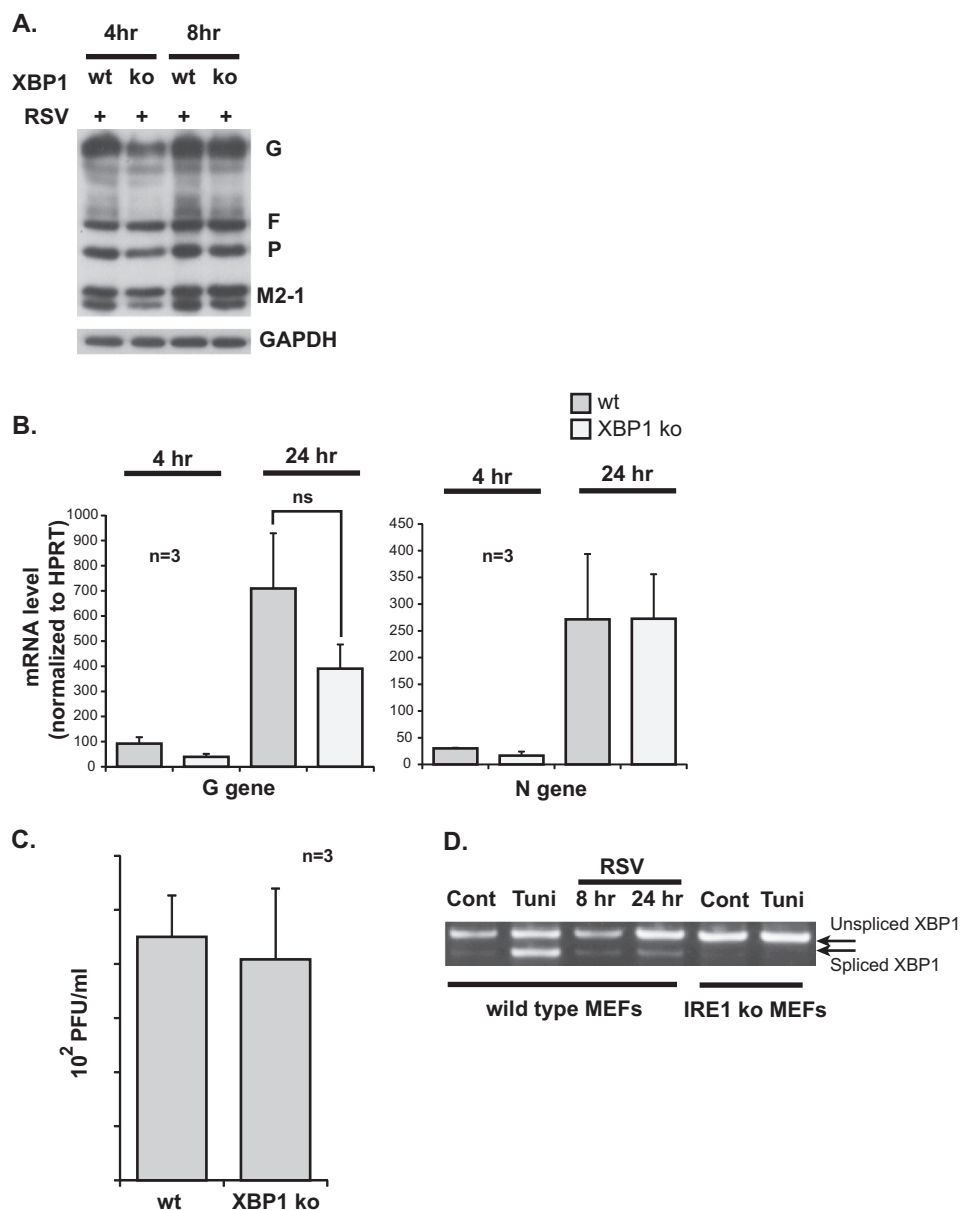 A.
4hr 8hr
XBP1 wt ko wt ko
RSV + + + +
G
F
P
M2-1
GAPDH
wt
XBP1 ko
B.
4 hr 24 hr
ns
n=3
mRNA level
(normalized to HPRT)
1000
900
800
700
600
500
400
300
200
100
0
G gene
4 hr 24 hr
n=3
450
400
350
300
250
200
150
100
50
0
N gene
C.
n=3
10² PFU/ml
wt XBP1 ko
D.
RSV
Cont Tuni 8 hr 24 hr Cont Tuni
Unspliced XBP1
Spliced XBP1
wild type MEFs IRE1 ko MEFs